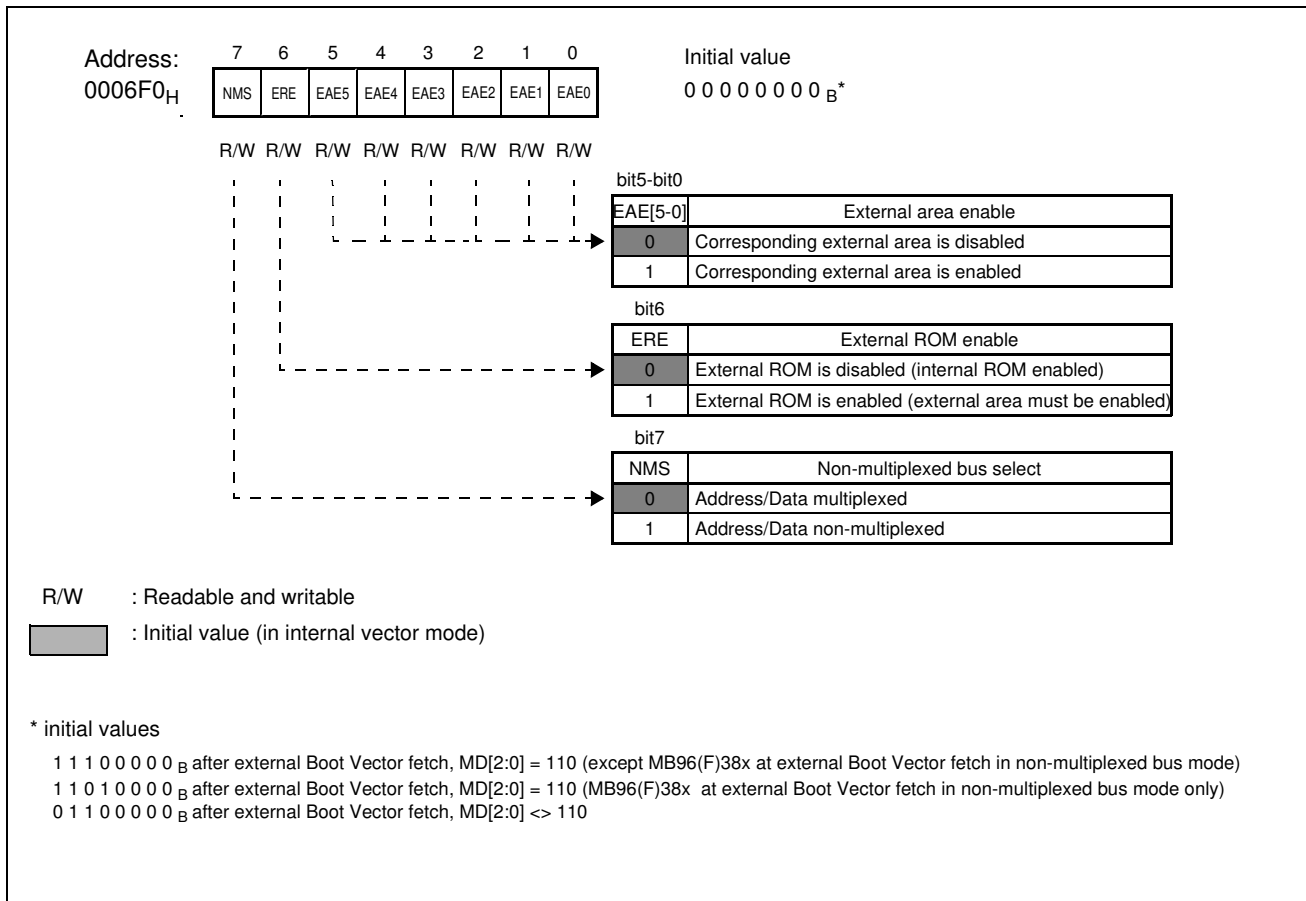 Address: 7 6 5 4 3 2 1 0 Initial value
0006F0H NMS ERE EAE5 EAE4 EAE3 EAE2 EAE1 EAE0 0 0 0 0 0 0 0 0 B*
R/W R/W R/W R/W R/W R/W R/W R/W
bit5-bit0
EAE[5-0] External area enable
0 Corresponding external area is disabled
1 Corresponding external area is enabled
bit6
ERE External ROM enable
0 External ROM is disabled (internal ROM enabled)
1 External ROM is enabled (external area must be enabled)
bit7
NMS Non-multiplexed bus select
0 Address/Data multiplexed
1 Address/Data non-multiplexed
R/W : Readable and writable
: Initial value (in internal vector mode)
* initial values
1 1 1 0 0 0 0 0 B after external Boot Vector fetch, MD[2:0] = 110 (except MB96(F)38x at external Boot Vector fetch in non-multiplexed bus mode)
1 1 0 1 0 0 0 0 B after external Boot Vector fetch, MD[2:0] = 110 (MB96(F)38x at external Boot Vector fetch in non-multiplexed bus mode only)
0 1 1 0 0 0 0 0 B after external Boot Vector fetch, MD[2:0] <> 110